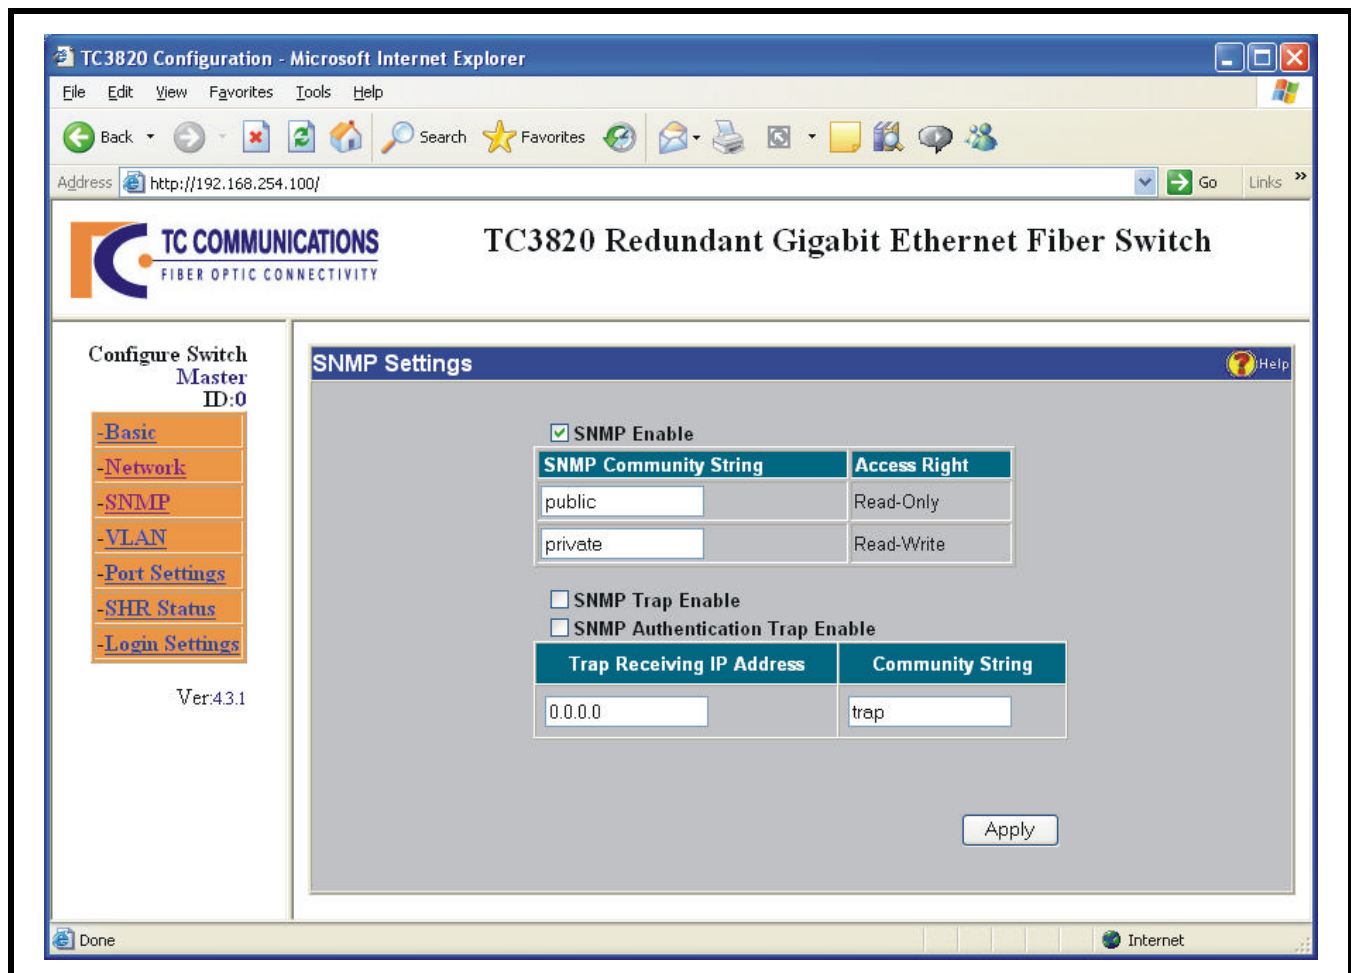 TC3820 Configuration - Microsoft Internet Explorer
File Edit View Favorites Tools Help
Back Search Favorites
Address http://192.168.254.100/ Go Links »
TC COMMUNICATIONS
FIBER OPTIC CONNECTIVITY
TC3820 Redundant Gigabit Ethernet Fiber Switch
Configure Switch
Master
ID:0
-Basic
-Network
-SNMP
-VLAN
-Port Settings
-SHR Status
-Login Settings
Ver:4.3.1
SNMP Settings
Help
SNMP Enable
SNMP Community String Access Right
public Read-Only
private Read-Write
SNMP Trap Enable
SNMP Authentication Trap Enable
Trap Receiving IP Address Community String
0.0.0.0 trap
Apply
Done Internet